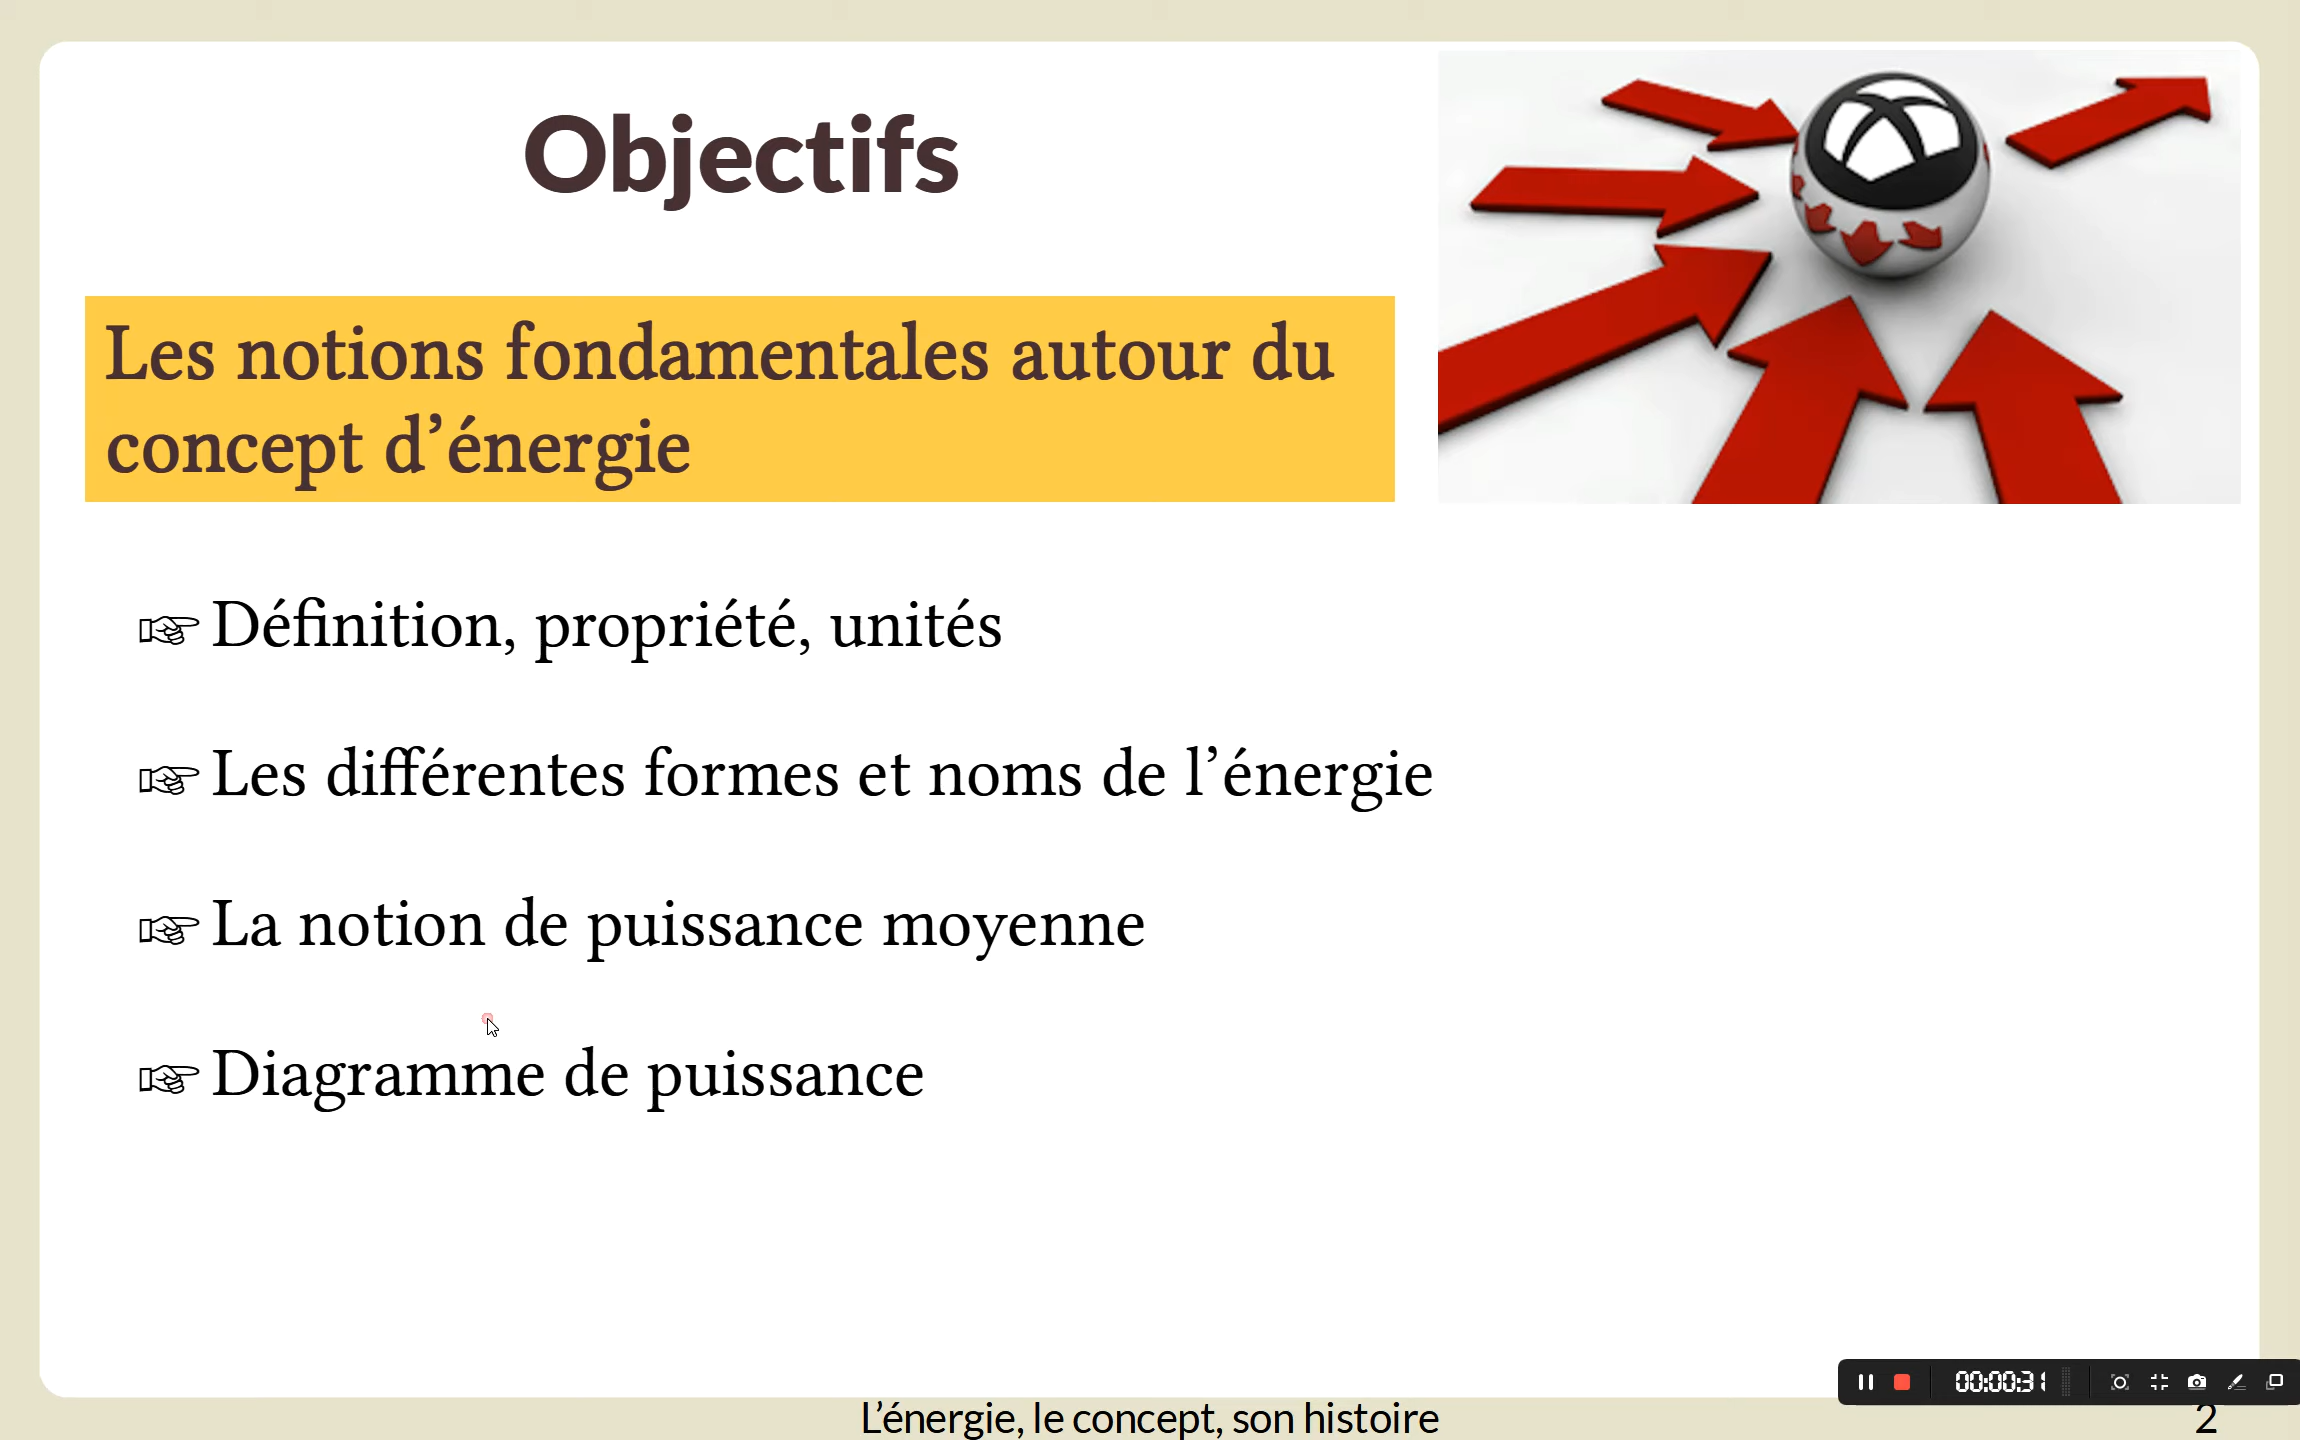 Objectifs
Les notions fondamentales autour du
concept d’énergie
☞ Définition, propriété, unités
☞ Les différentes formes et noms de l’énergie
☞ La notion de puissance moyenne
☞ Diagramme de puissance
00:00:31
L’énergie, le concept, son histoire
2